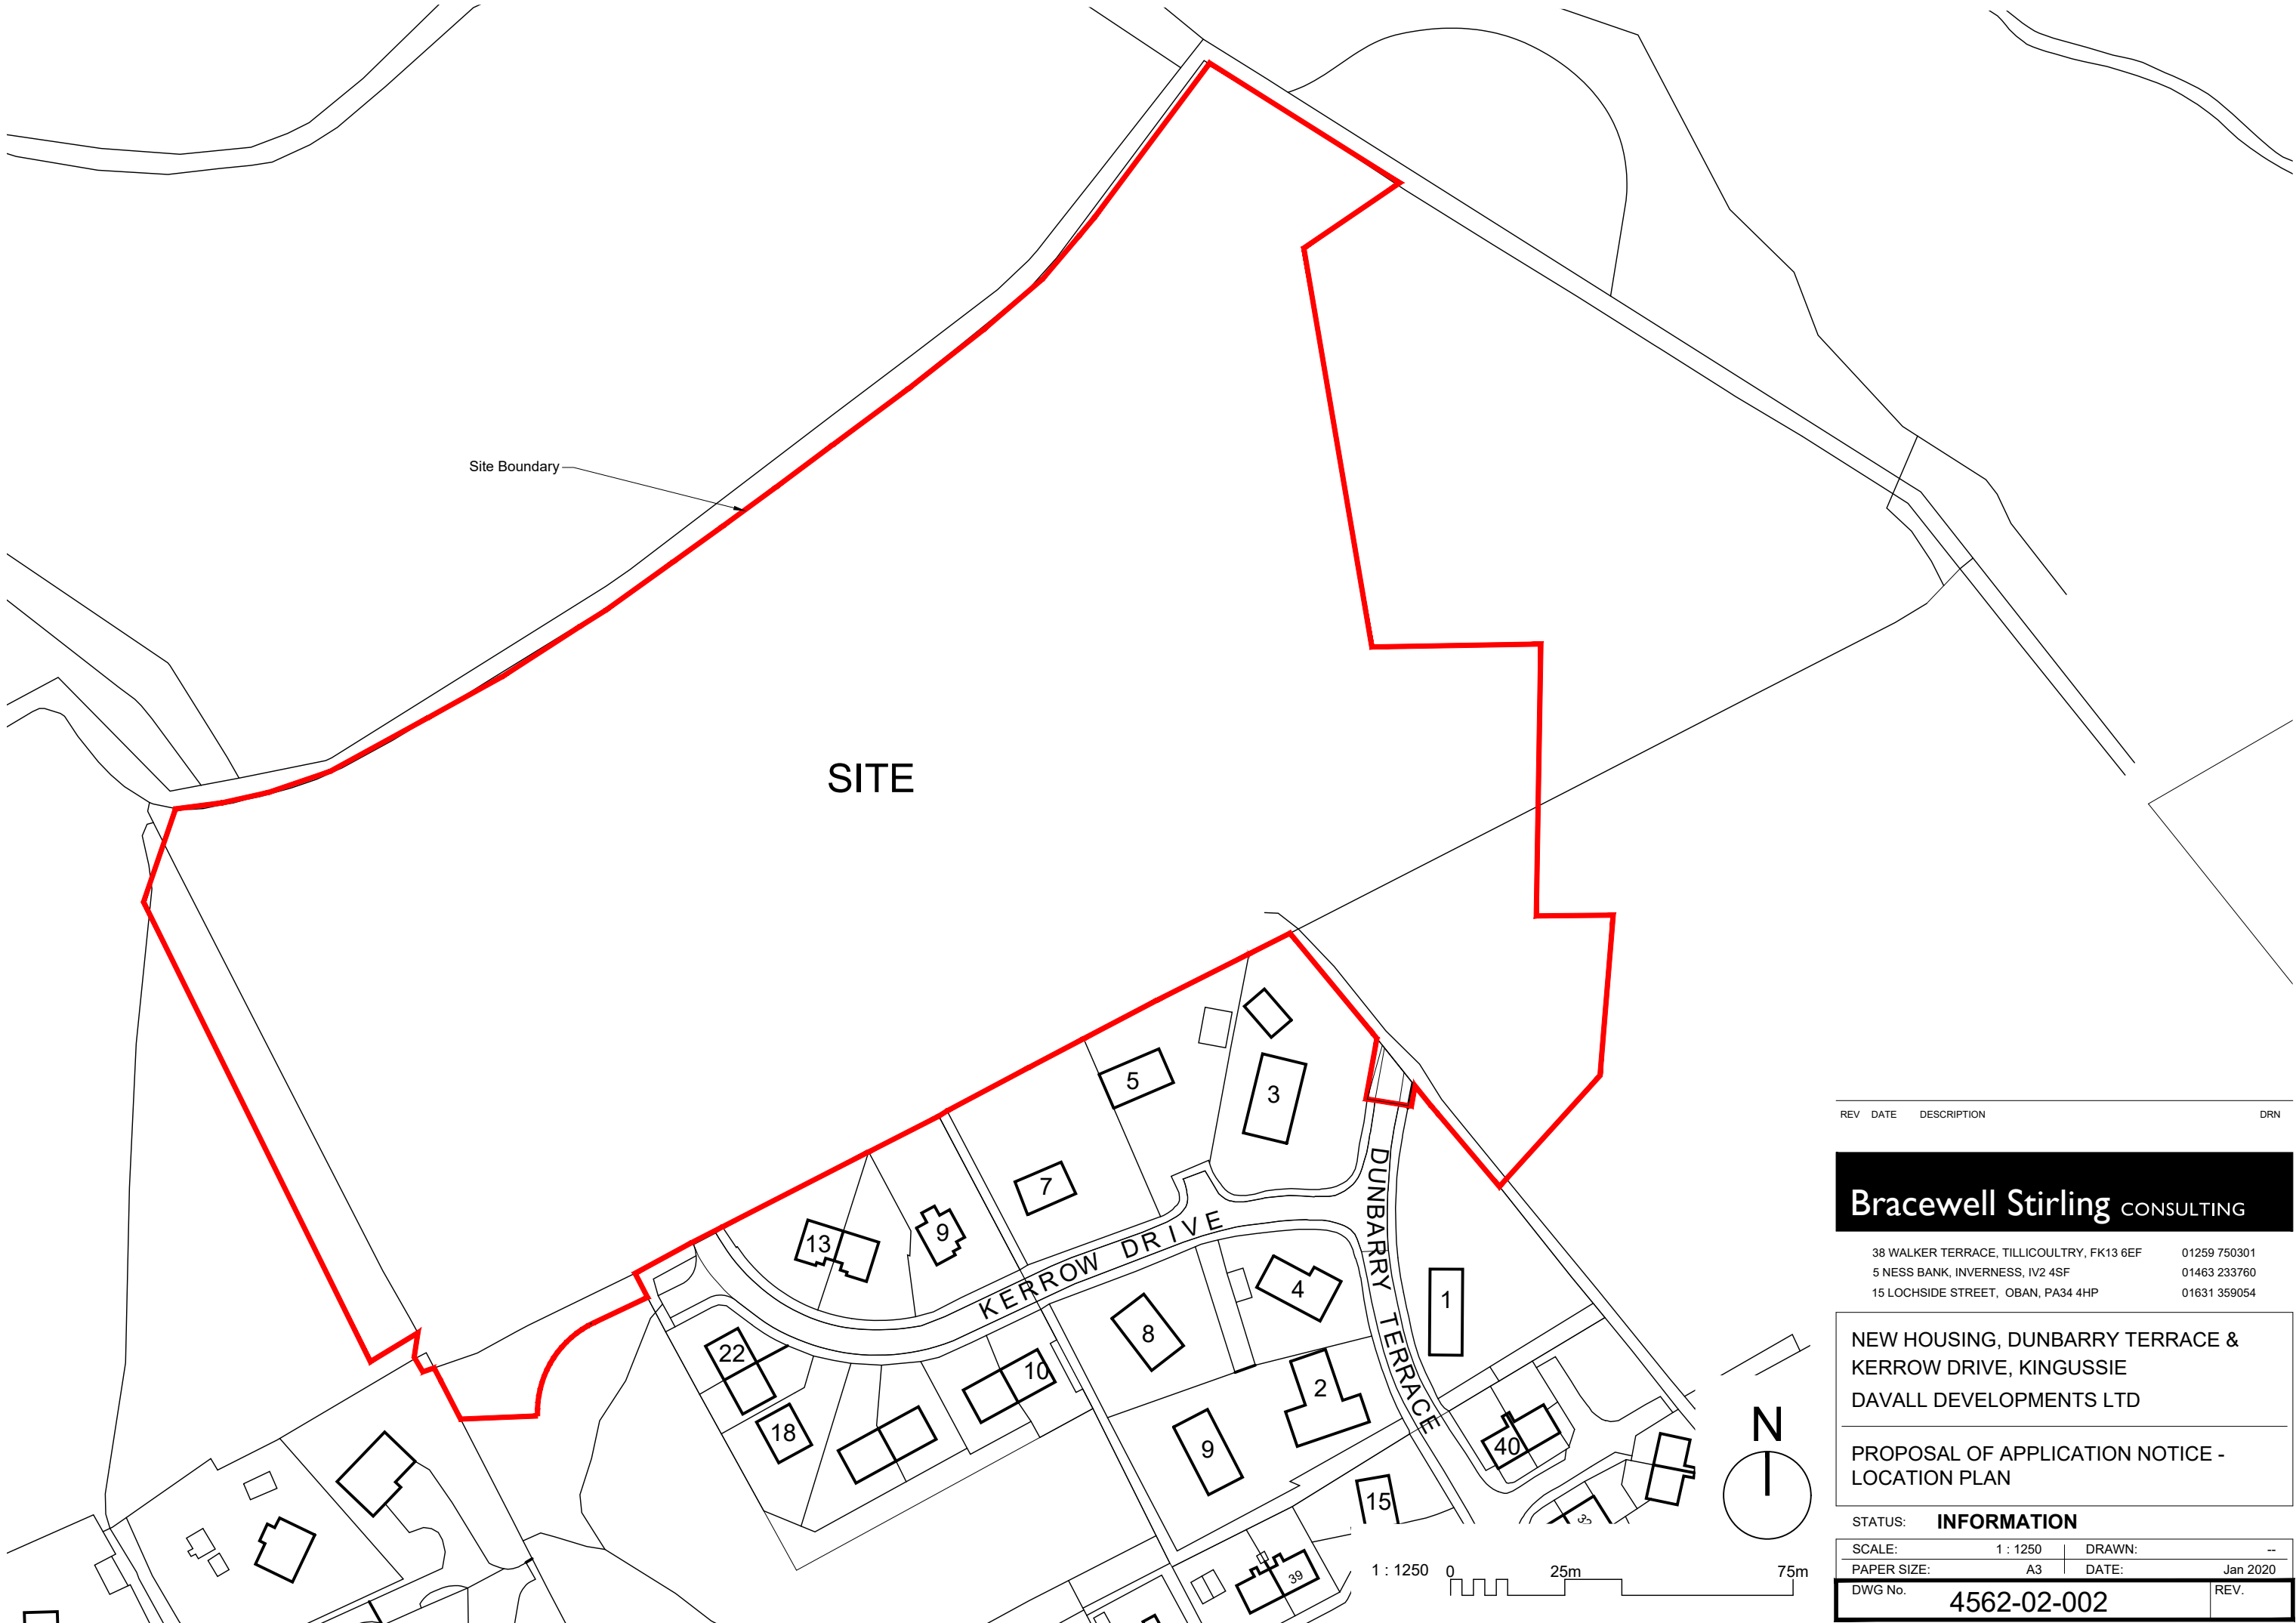 Site Boundary
SITE
5
3
7
9
13
KERROW DRIVE
DUNBARRY TERRACE
4
1
8
22
10
2
18
9
40
15
32
39
N
1 : 1250 0 25m 75m
REV DATE DESCRIPTION DRN
Bracewell Stirling CONSULTING
38 WALKER TERRACE, TILLICOULTRY, FK13 6EF 01259 750301
5 NESS BANK, INVERNESS, IV2 4SF 01463 233760
15 LOCHSIDE STREET, OBAN, PA34 4HP 01631 359054
NEW HOUSING, DUNBARRY TERRACE &
KERROW DRIVE, KINGUSSIE
DAVALL DEVELOPMENTS LTD
PROPOSAL OF APPLICATION NOTICE -
LOCATION PLAN
STATUS: INFORMATION
SCALE: 1 : 1250 DRAWN: --
PAPER SIZE: A3 DATE: Jan 2020
DWG No. 4562-02-002 REV.